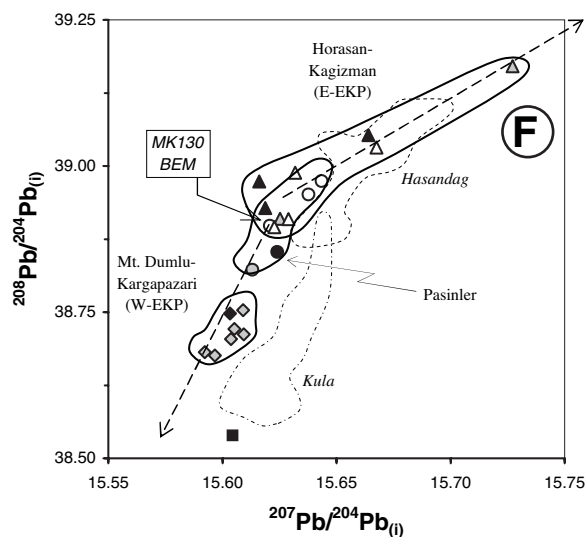 39.25
39.00
38.75
38.50
208Pb/204Pb(i)
Horasan-
Kagizman
(E-EKP)
F
MK130
BEM
Hasandag
Mt. Dumlu-
Kargapazari
(W-EKP)
Pasinler
Kula
15.55
15.60
15.65
15.70
15.75
207Pb/204Pb(i)